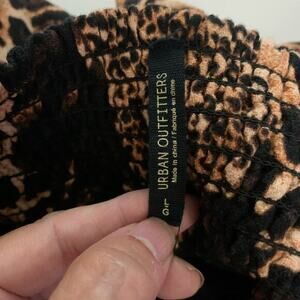 URBAN OUTFITTERS
Made in china / Fabriqué en chine